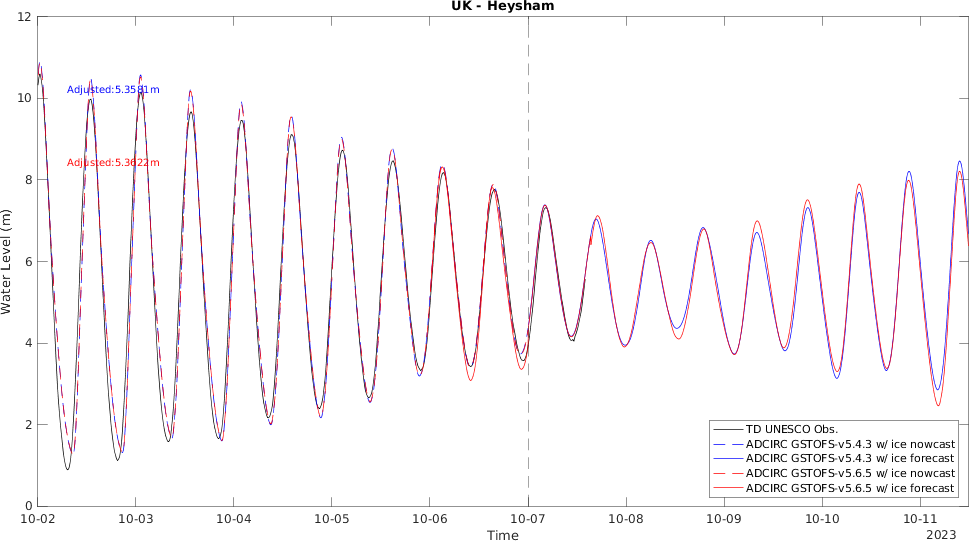 UK - Heysham
12
10
8
6
4
2
0
Water Level (m)
Adjusted:5.3581m
Adjusted:5.3622m
TD UNESCO Obs.
ADCIRC GSTOFS-v5.4.3 w/ ice nowcast
ADCIRC GSTOFS-v5.4.3 w/ ice forecast
ADCIRC GSTOFS-v5.6.5 w/ ice nowcast
ADCIRC GSTOFS-v5.6.5 w/ ice forecast
10-02 10-03 10-04 10-05 10-06 10-07 10-08 10-09 10-10 10-11
Time
2023